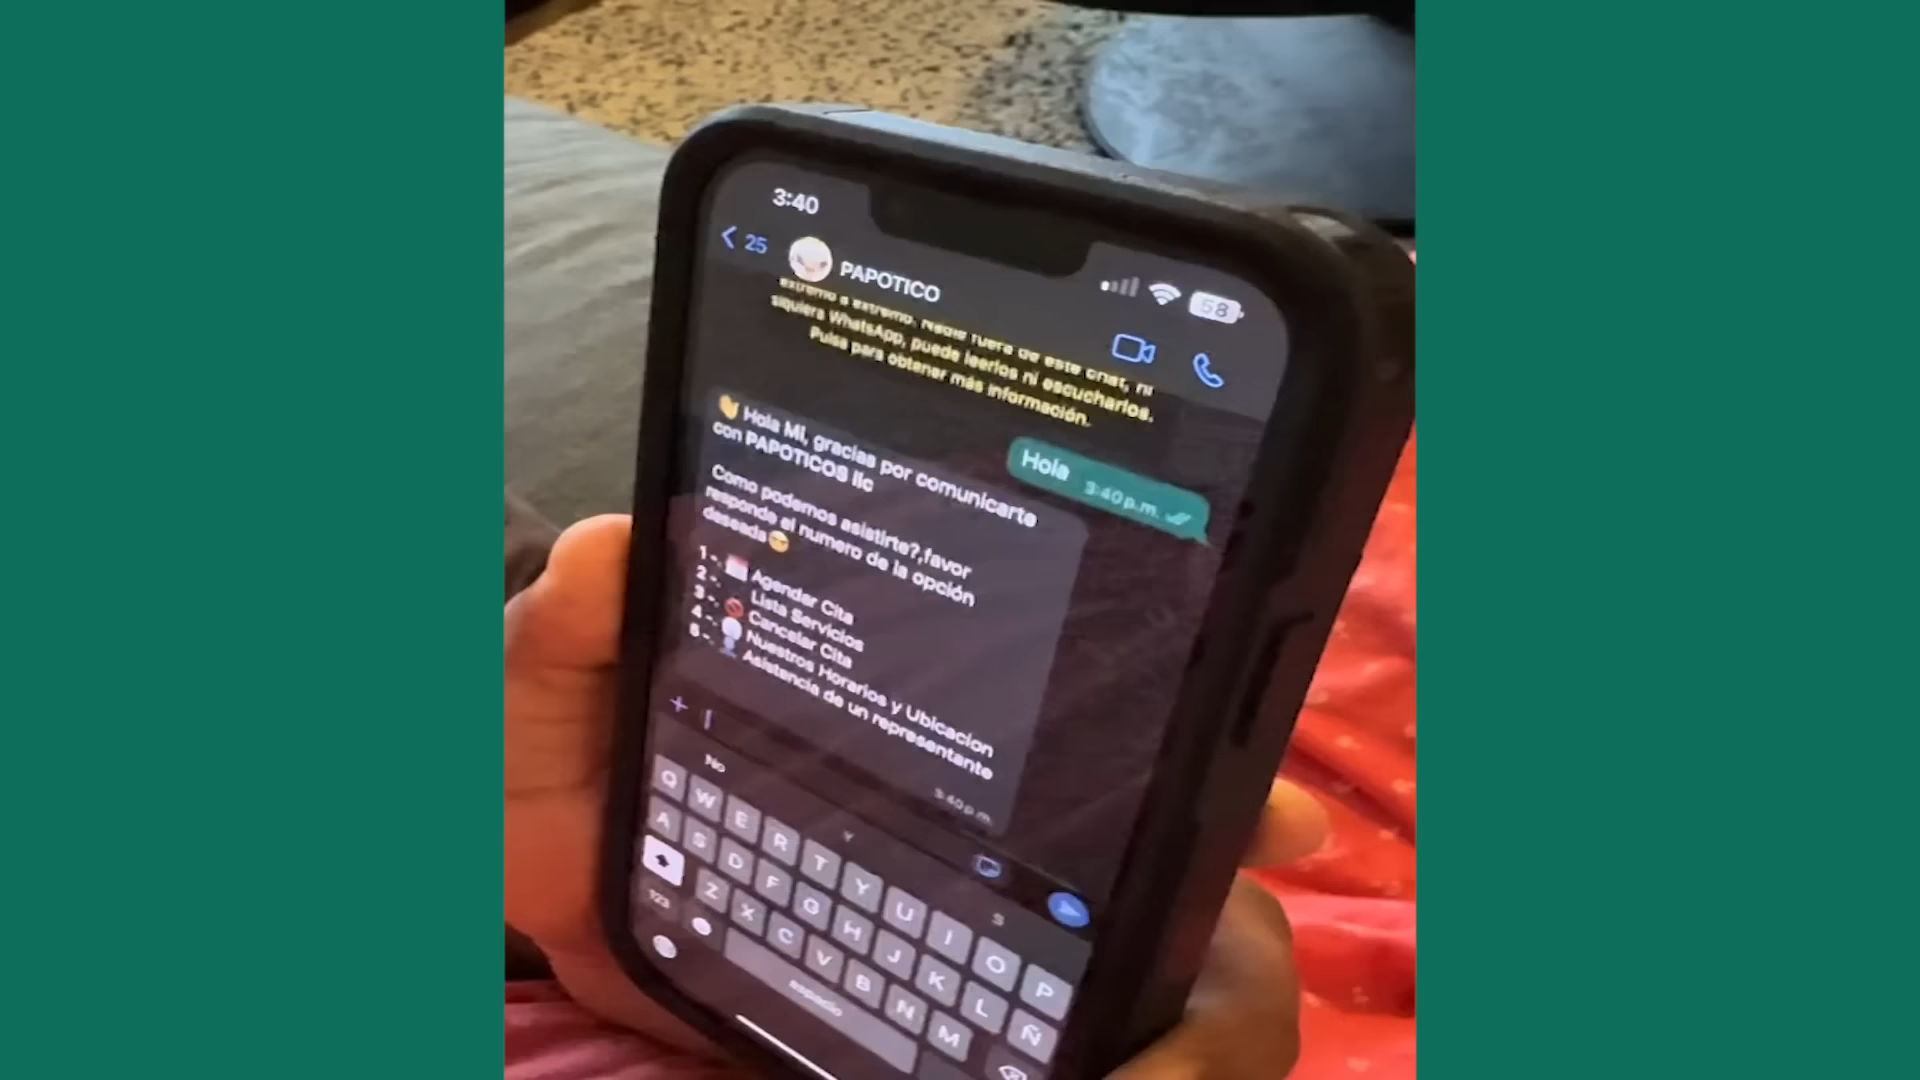 3:40
58
25
PAPOTICO
extremo a extremo. Nadie fuera de este chat, ni
siquiera WhatsApp, puede leerlos ni escucharlos.
Pulsa para obtener más información.
Hola 3:40 p.m.
👋 Hola Mi, gracias por comunicarte
con PAPOTICOS llc
Como podemos asistirte?,favor
responde el numero de la opción
deseada😎
1 -. 📅 Agendar Cita
2 -. Lista Servicios
3 -. 🚫 Cancelar Cita
4 -. Nuestros Horarios y Ubicacion
5 -. 👤 Asistencia de un representante
3:40 p.m.
No
Y
S
Q W E R T Y U I O P
A S D F G H J K L Ñ
Z X C V B N M
123
espacio